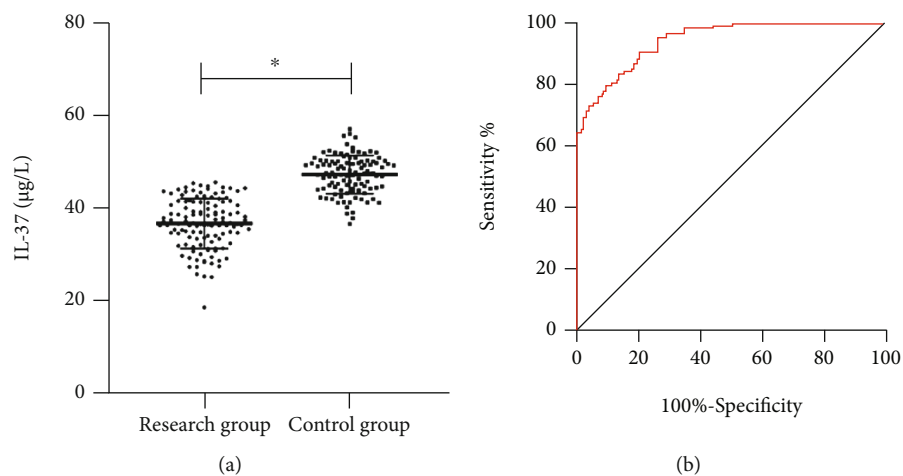 80
60
40
20
0
IL-37 (μg/L)
*
Research group
Control group
(a)
Sensitivity %
100
80
60
40
20
0
0 20 40 60 80 100
100%-Specificity
(b)